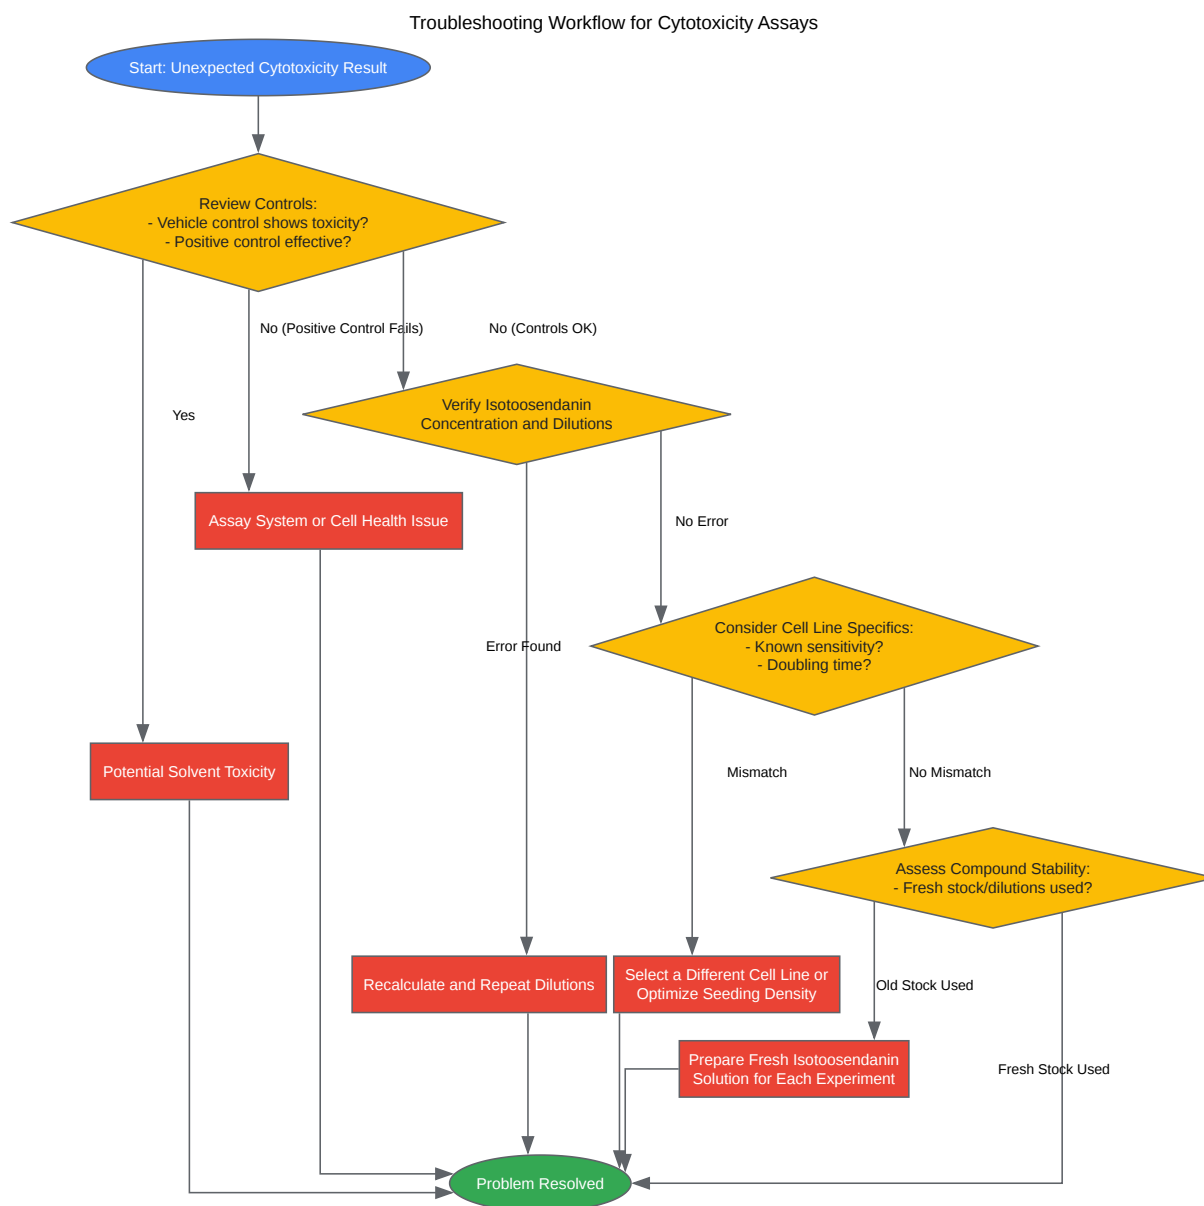 Troubleshooting Workflow for Cytotoxicity Assays
Start: Unexpected Cytotoxicity Result
Review Controls:
- Vehicle control shows toxicity?
- Positive control effective?
No (Positive Control Fails)
No (Controls OK)
Yes
Verify Isotoosendanin
Concentration and Dilutions
Assay System or Cell Health Issue
No Error
Error Found
Consider Cell Line Specifics:
- Known sensitivity?
- Doubling time?
Potential Solvent Toxicity
Mismatch
No Mismatch
Assess Compound Stability:
- Fresh stock/dilutions used?
Recalculate and Repeat Dilutions
Select a Different Cell Line or
Optimize Seeding Density
Old Stock Used
Prepare Fresh Isotoosendanin
Solution for Each Experiment
Fresh Stock Used
Problem Resolved